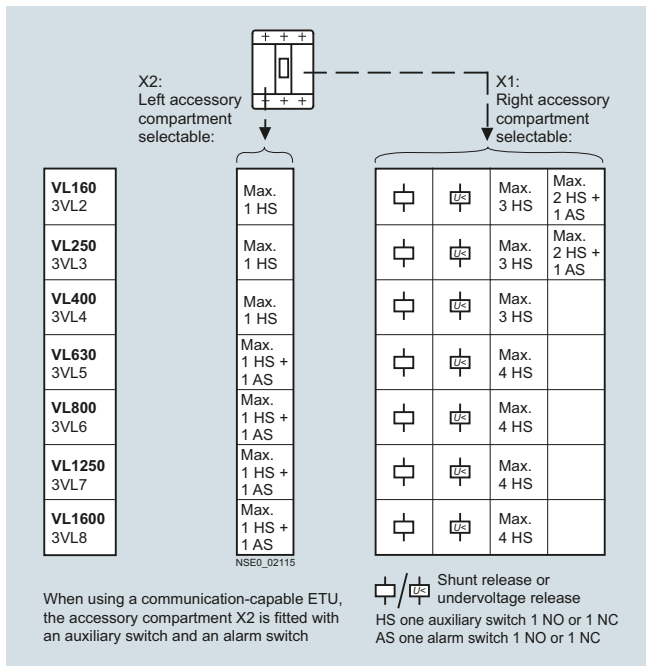 X2:
Left accessory
compartment
selectable:
X1:
Right accessory
compartment
selectable:
VL160
3VL2
Max.
1 HS
U<
Max.
3 HS
Max.
2 HS +
1 AS
VL250
3VL3
Max.
1 HS
U<
Max.
3 HS
Max.
2 HS +
1 AS
VL400
3VL4
Max.
1 HS
U<
Max.
3 HS
VL630
3VL5
Max.
1 HS +
1 AS
U<
Max.
4 HS
VL800
3VL6
Max.
1 HS +
1 AS
U<
Max.
4 HS
VL1250
3VL7
Max.
1 HS +
1 AS
U<
Max.
4 HS
VL1600
3VL8
Max.
1 HS +
1 AS
U<
Max.
4 HS
NSE0_02115
When using a communication-capable ETU,
the accessory compartment X2 is fitted with
an auxiliary switch and an alarm switch
/ U< Shunt release or
undervoltage release
HS one auxiliary switch 1 NO or 1 NC
AS one alarm switch 1 NO or 1 NC